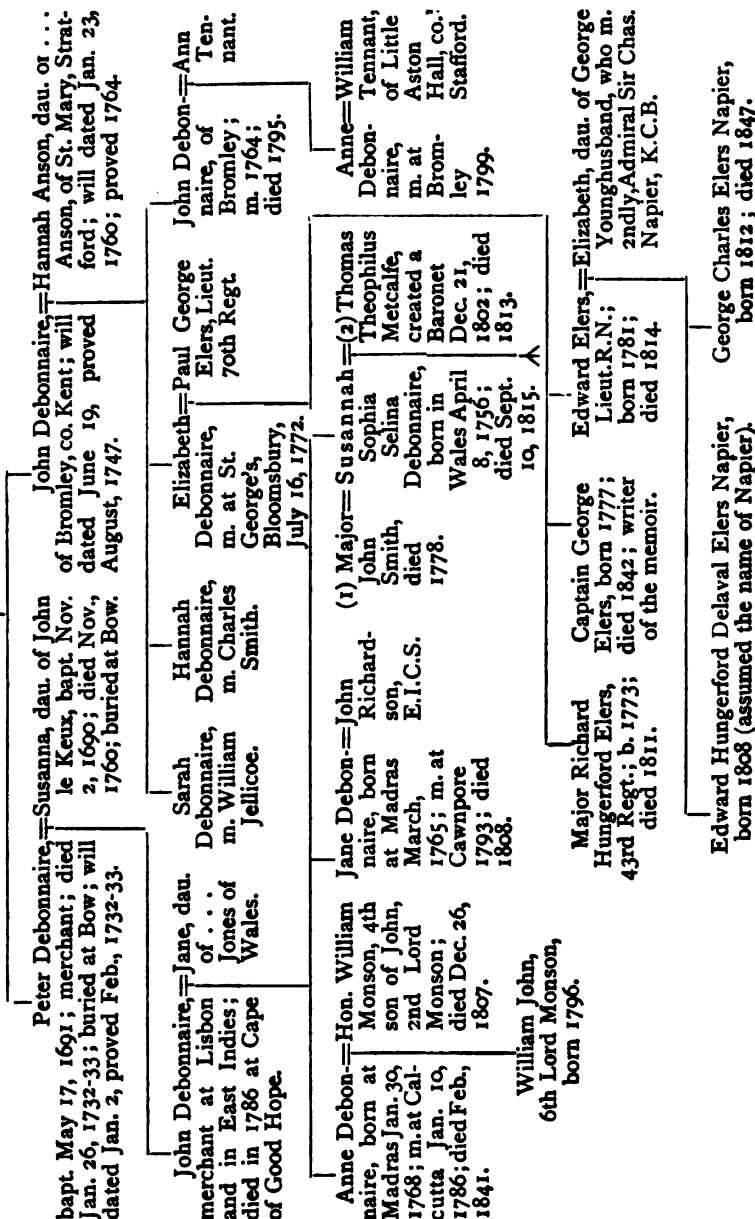 Peter Debonnaire,=Susanna, dau. of John
bapt. May 17, 1691; merchant; died
Jan. 26, 1732-33; buried at Bow; will
dated Jan. 2, proved Feb., 1732-33.
le Keux, bapt. Nov.
2, 1690; died Nov.,
1760; buried at Bow.
John Debonnaire,=Hannah Anson, dau. of ...
of Bromley, co. Kent; will
dated June 19, proved
August, 1747.
Anson, of St. Mary, Strat-
ford; will dated Jan. 23,
1760; proved 1764.
John Debonnaire,=Jane, dau.
merchant at Lisbon
and in East Indies;
died in 1786 at Cape
of Good Hope.
of ...
Jones of
Wales.
Sarah
Debonnaire,
m. William
Jellicoe.
Hannah
Debonnaire,
m. Charles
Smith.
Elizabeth=Paul George
Debonnaire,
m. at St.
George's,
Bloomsbury,
July 16, 1772.
Elers, Lieut.
70th Regt.
John Debon-=Ann
naire, of
Bromley;
m. 1764;
died 1795.
Ten-
nant.
Anne Debon-=Hon. William
naire, born at
Madras Jan. 30,
1768; m. at Cal-
cutta Jan. 10,
1786; died Feb.,
1841.
Monson, 4th
son of John,
2nd Lord
Monson;
died Dec. 26,
1807.
Jane Debon-=John
naire, born
at Madras
March,
1765; m. at
Cawnpore
1793; died
1808.
Richard-
son,
E.I.C.S.
(1) Major=Susannah=(2) Thomas
John
Smith,
died
1778.
Sophia
Selina
Debonnaire,
born in
Wales April
8, 1756;
died Sept.
10, 1815.
Theophilus
Metcalfe,
created a
Baronet
Dec. 21,
1802; died
1813.
Anne=William
Debon-
naire,
m. at
Brom-
ley
1799.
Tennant,
of Little
Aston
Hall, co.
Stafford.
William John,
6th Lord Monson,
born 1796.
Major Richard
Hungerford Elers,
43rd Regt.; b. 1773;
died 1811.
Captain George
Elers, born 1777;
died 1842; writer
of the memoir.
Edward Elers,=Elizabeth, dau. of George
Lieut. R.N.;
born 1781;
died 1814.
Younghusband, who m.
2ndly, Admiral Sir Chas.
Napier, K.C.B.
Edward Hungerford Delaval Elers Napier,
born 1808 (assumed the name of Napier).
George Charles Elers Napier,
born 1812; died 1847.